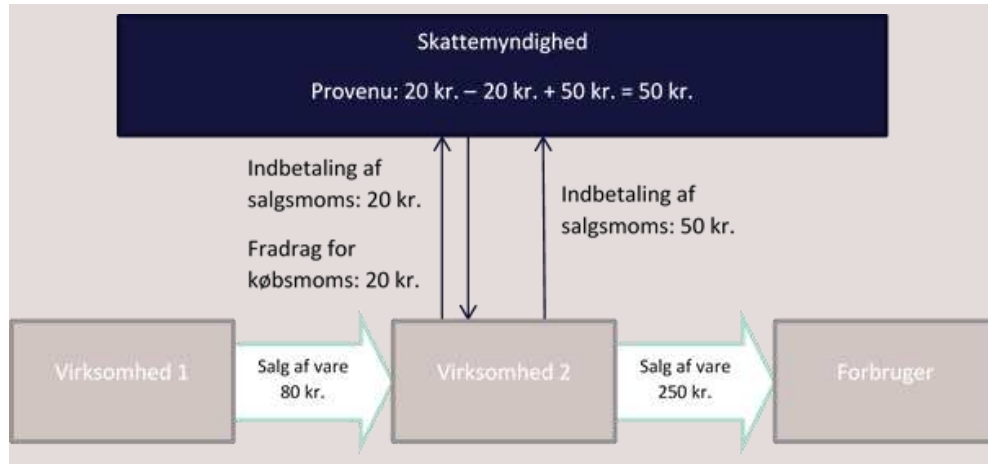 Skattemyndighed
Provenu: 20 kr. – 20 kr. + 50 kr. = 50 kr.
Indbetaling af
salgsmoms: 20 kr.
Fradrag for
købsmoms: 20 kr.
Indbetaling af
salgsmoms: 50 kr.
Virksomhed 1
Salg af vare
80 kr.
Virksomhed 2
Salg af vare
250 kr.
Forbruger